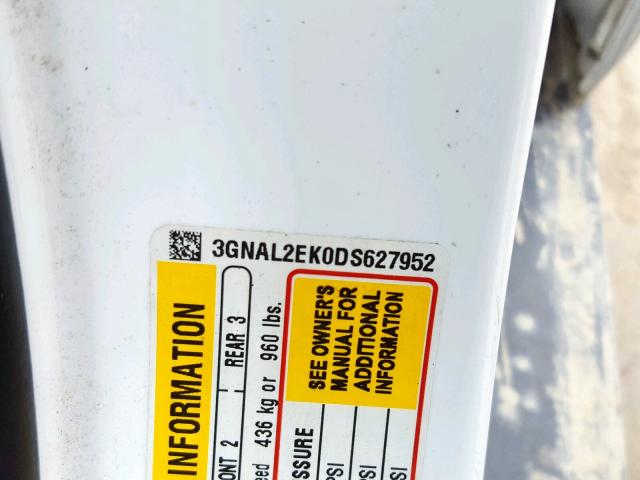 3GNAL2EK0DS627952
INFORMATION
ONT 2 REAR 3
eed 436 kg or 960 lbs.
SSURE
PSI
PSI
PSI
SEE OWNER'S
MANUAL FOR
ADDITIONAL
INFORMATION